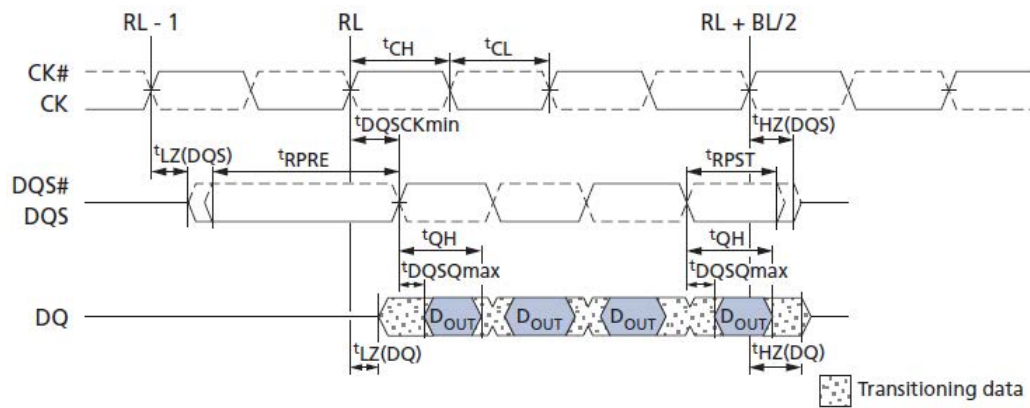 RL - 1 RL RL + BL/2
tCH tCL
CK#
CK
tDQSCKmin tHZ(DQS)
tLZ(DQS) tRPRE tRPST
DQS#
DQS
tQH tQH
tDQSQmax tDQSQmax
DQ DOUT DOUT DOUT DOUT
tLZ(DQ) tHZ(DQ)
Transitioning data